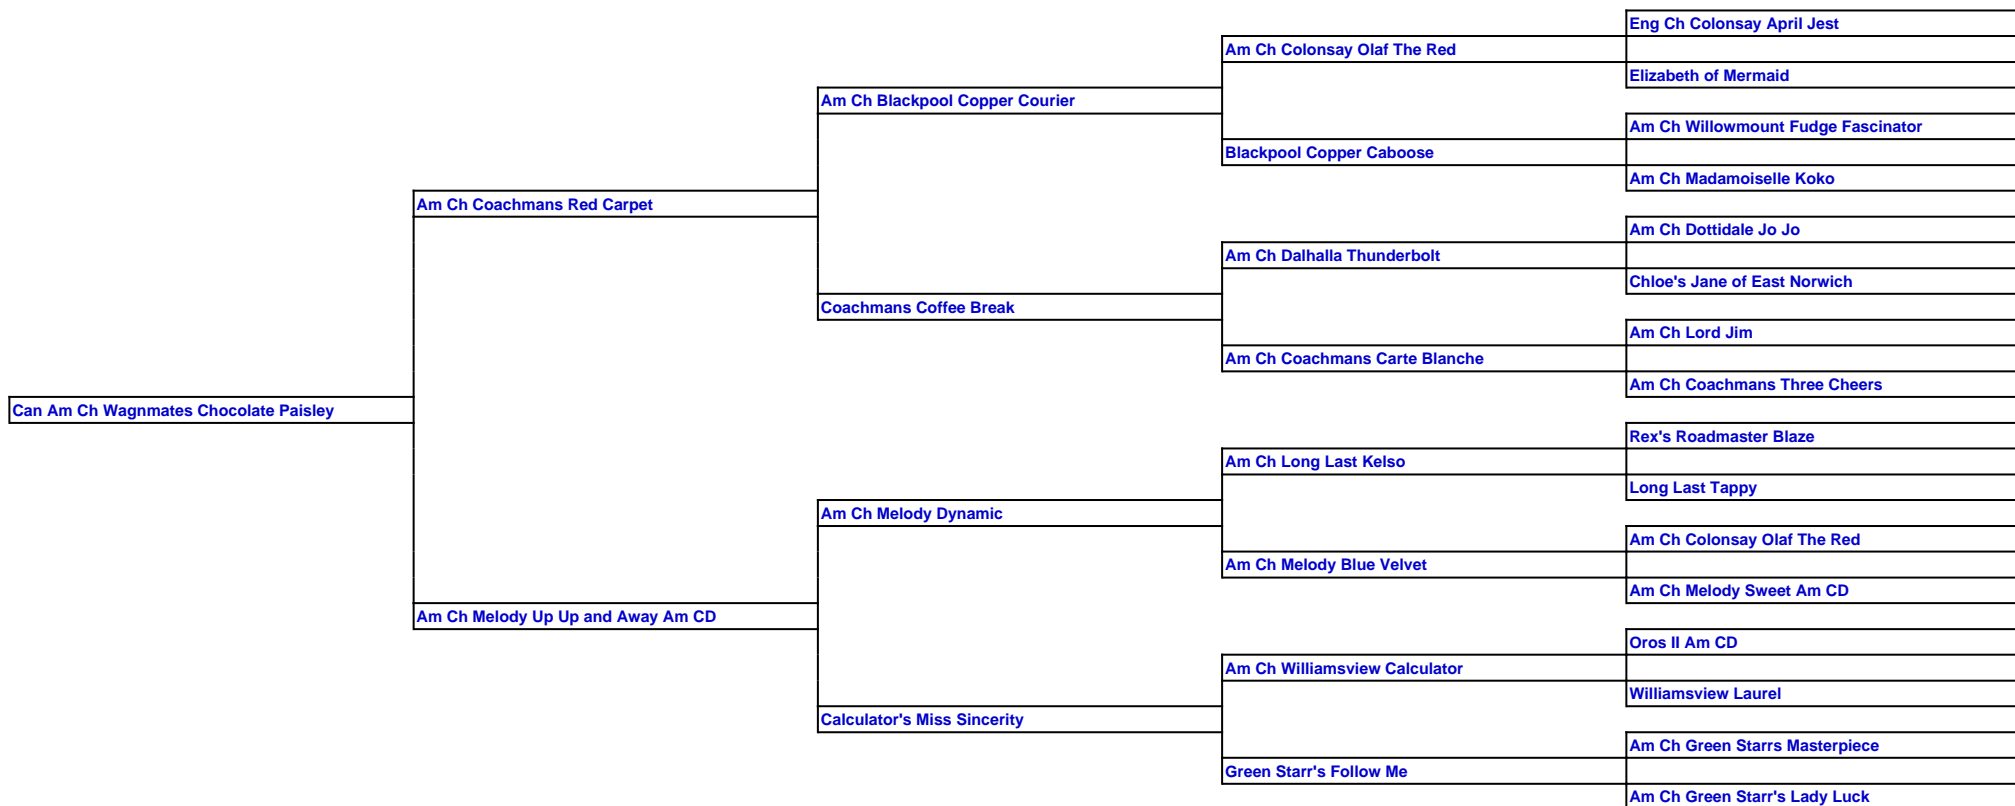 Eng Ch Colonsay April Jest
Am Ch Colonsay Olaf The Red
Elizabeth of Mermaid
Am Ch Blackpool Copper Courier
Am Ch Willowmount Fudge Fascinator
Blackpool Copper Caboose
Am Ch Madamoiselle Koko
Am Ch Coachmans Red Carpet
Am Ch Dottidale Jo Jo
Am Ch Dalhalla Thunderbolt
Chloe's Jane of East Norwich
Coachmans Coffee Break
Am Ch Lord Jim
Am Ch Coachmans Carte Blanche
Am Ch Coachmans Three Cheers
Can Am Ch Wagnmates Chocolate Paisley
Rex's Roadmaster Blaze
Am Ch Long Last Kelso
Long Last Tappy
Am Ch Melody Dynamic
Am Ch Colonsay Olaf The Red
Am Ch Melody Blue Velvet
Am Ch Melody Sweet Am CD
Am Ch Melody Up Up and Away Am CD
Oros II Am CD
Am Ch Williamsview Calculator
Williamsview Laurel
Calculator's Miss Sincerity
Am Ch Green Starrs Masterpiece
Green Starr's Follow Me
Am Ch Green Starr's Lady Luck